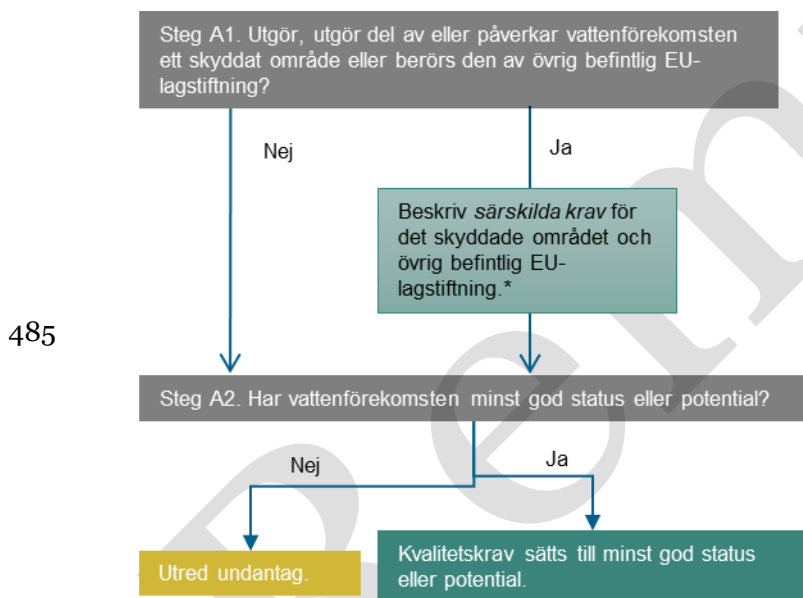 Steg A1. Utgör, utgör del av eller påverkar vattenförekomsten
ett skyddat område eller berörs den av övrig befintlig EU-
lagstiftning?
Nej
Ja
Beskriv särskilda krav för
det skyddade området och
övrig befintlig EU-
lagstiftning.*
485
Steg A2. Har vattenförekomsten minst god status eller potential?
Nej
Ja
Utred undantag.
Kvalitetskrav sätts till minst god status
eller potential.